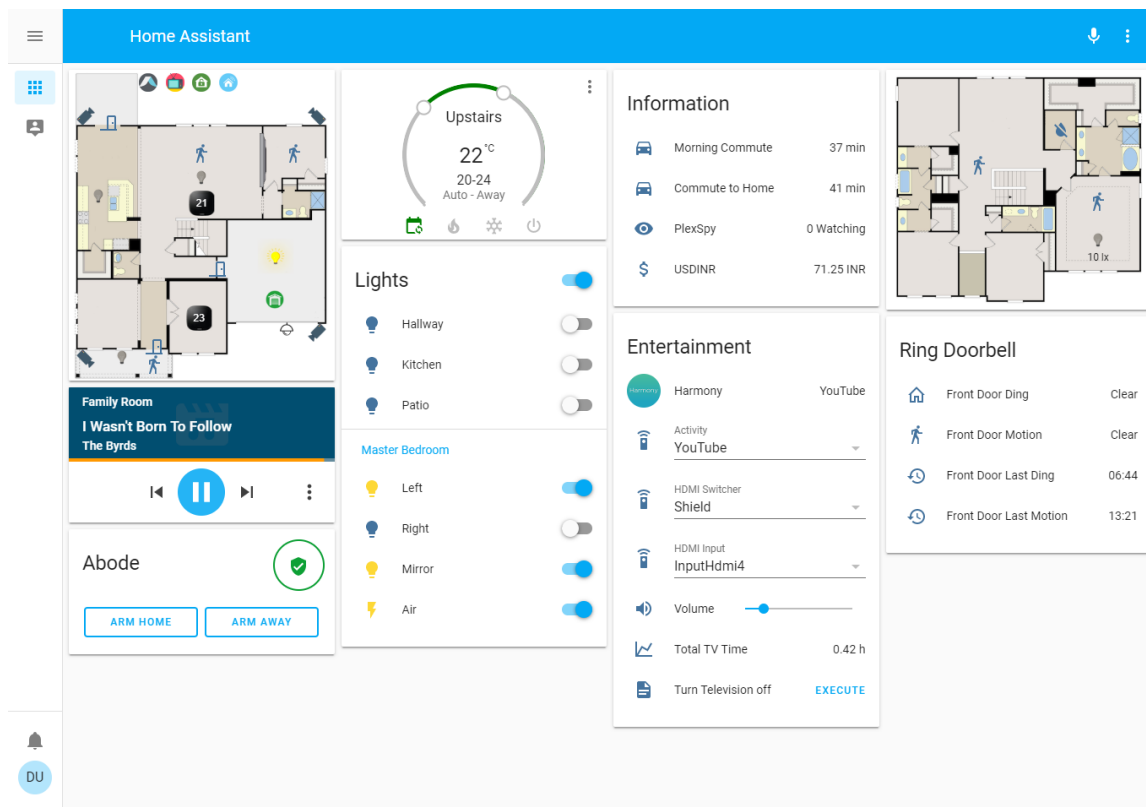 Home Assistant
21
23
Family Room
I Wasn't Born To Follow
The Byrds
Abode
ARM HOME
ARM AWAY
Upstairs
22°C
20-24
Auto - Away
Lights
Hallway
Kitchen
Patio
Master Bedroom
Left
Right
Mirror
Air
Information
Morning Commute 37 min
Commute to Home 41 min
PlexSpy 0 Watching
USDINR 71.25 INR
Entertainment
Harmony Harmony YouTube
Activity
YouTube
HDMI Switcher
Shield
HDMI Input
InputHdmi4
Volume
Total TV Time 0.42 h
Turn Television off EXECUTE
10 lx
Ring Doorbell
Front Door Ding Clear
Front Door Motion Clear
Front Door Last Ding 06:44
Front Door Last Motion 13:21
DU